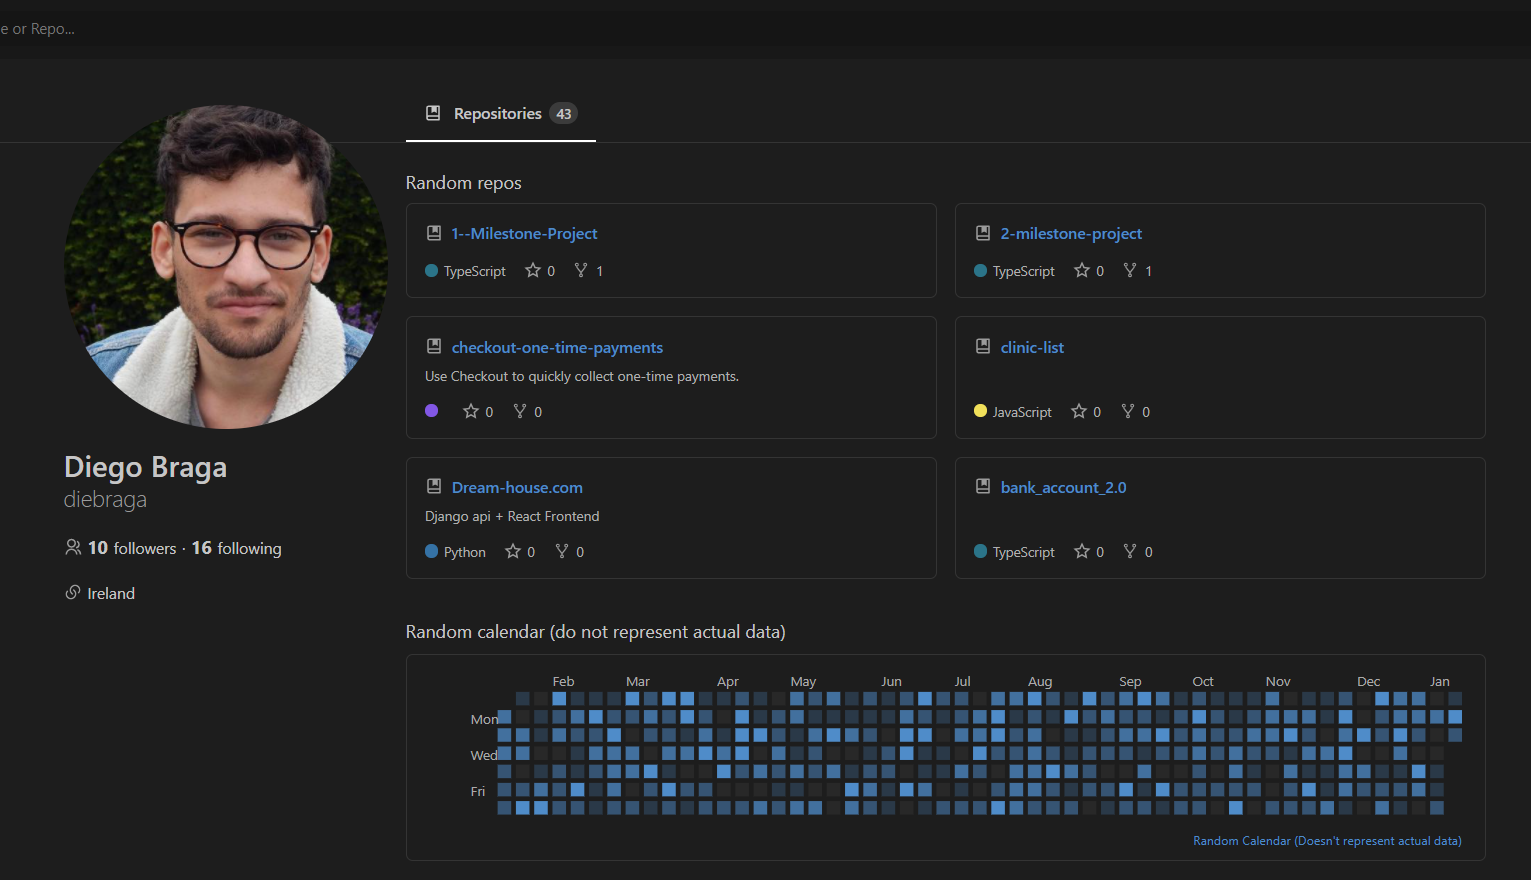 e or Repo...
Repositories 43
Diego Braga
diebraga
10 followers · 16 following
Ireland
Random repos
1--Milestone-Project
TypeScript 0 1
2-milestone-project
TypeScript 0 1
checkout-one-time-payments
Use Checkout to quickly collect one-time payments.
0 0
clinic-list
JavaScript 0 0
Dream-house.com
Django api + React Frontend
Python 0 0
bank_account_2.0
TypeScript 0 0
Random calendar (do not represent actual data)
Feb Mar Apr May Jun Jul Aug Sep Oct Nov Dec Jan
Mon
Wed
Fri
Random Calendar (Doesn't represent actual data)